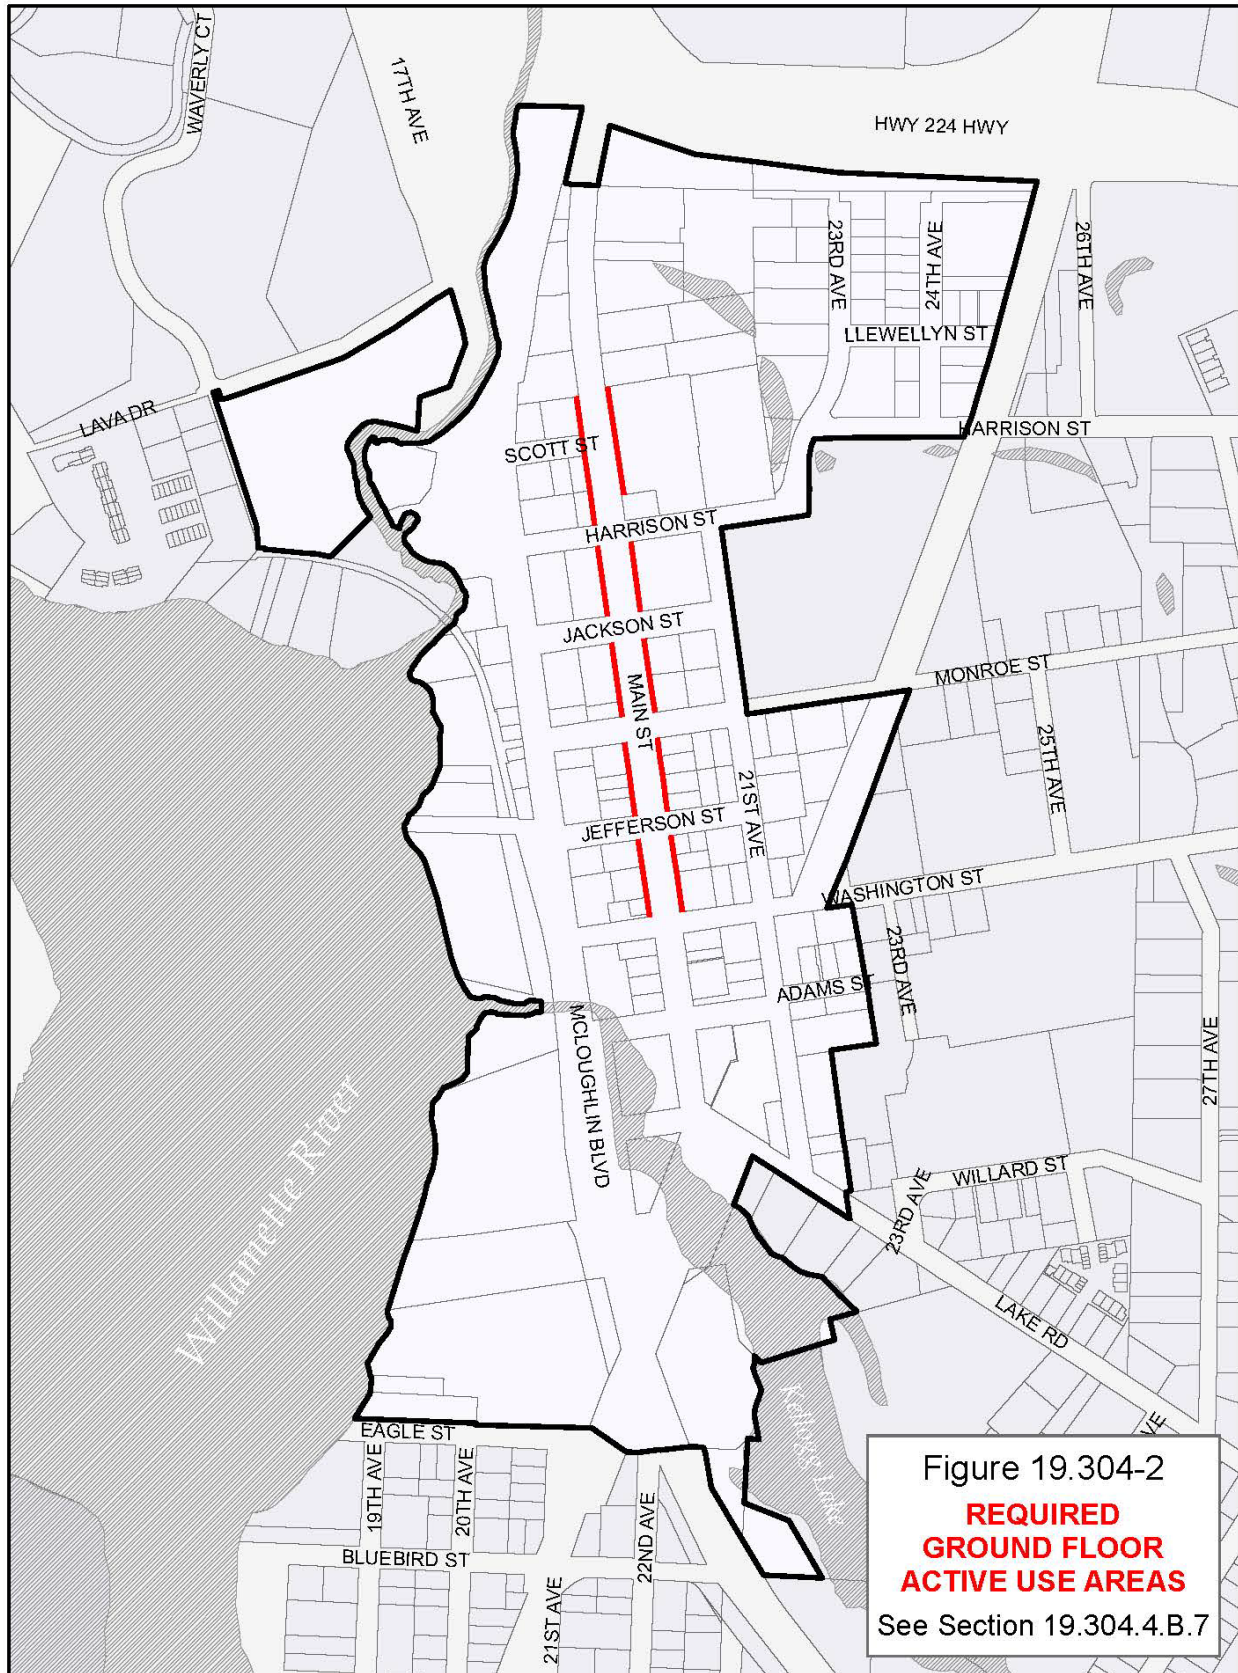 WAVERLY CT
17TH AVE
HWY 224 HWY
23RD AVE
24TH AVE
26TH AVE
LLEWELLYN ST
LAVA DR
SCOTT ST
HARRISON ST
HARRISON ST
JACKSON ST
MAIN ST
MONROE ST
25TH AVE
21ST AVE
JEFFERSON ST
WASHINGTON ST
23RD AVE
ADAMS ST
MCLOUGHLIN BLVD
27TH AVE
Willamette River
WILLARD ST
23RD AVE
LAKE RD
Kellogg Lake
EAGLE ST
19TH AVE
20TH AVE
22ND AVE
BLUEBIRD ST
21ST AVE
VE
Figure 19.304-2
REQUIRED
GROUND FLOOR
ACTIVE USE AREAS
See Section 19.304.4.B.7